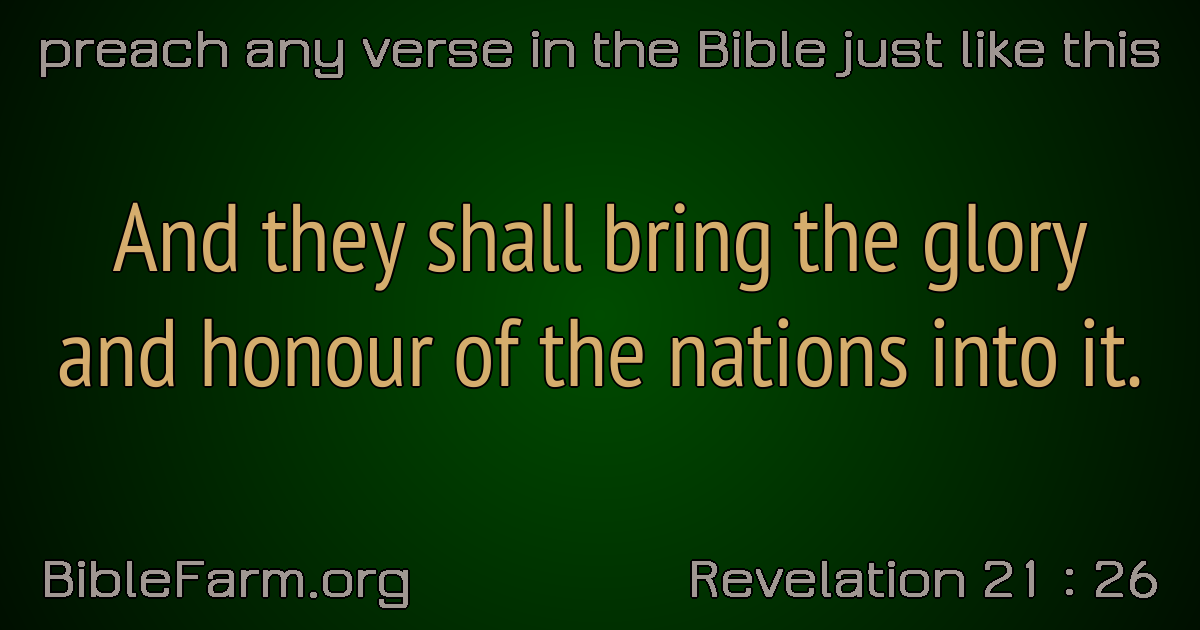 preach any verse in the Bible just like this
And they shall bring the glory
and honour of the nations into it.
BibleFarm.org
Revelation 21 : 26